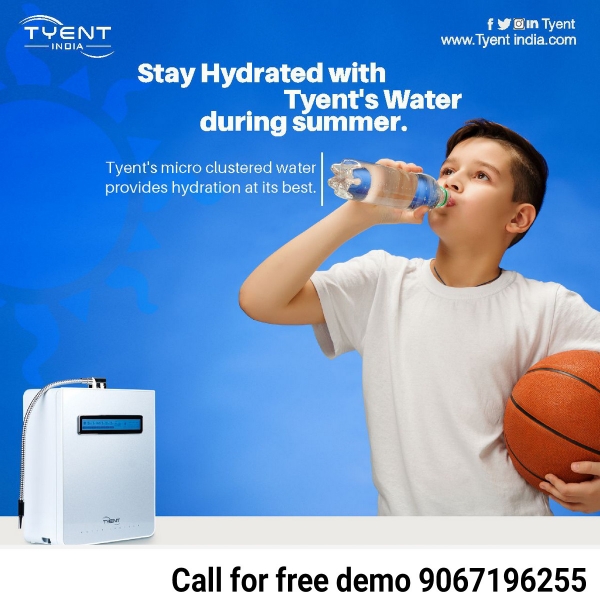 TYENT
INDIA
Tyent
www.Tyent india.com
Stay Hydrated with
Tyent's Water
during summer.
Tyent's micro clustered water
provides hydration at its best.
TYENT
Call for free demo 9067196255